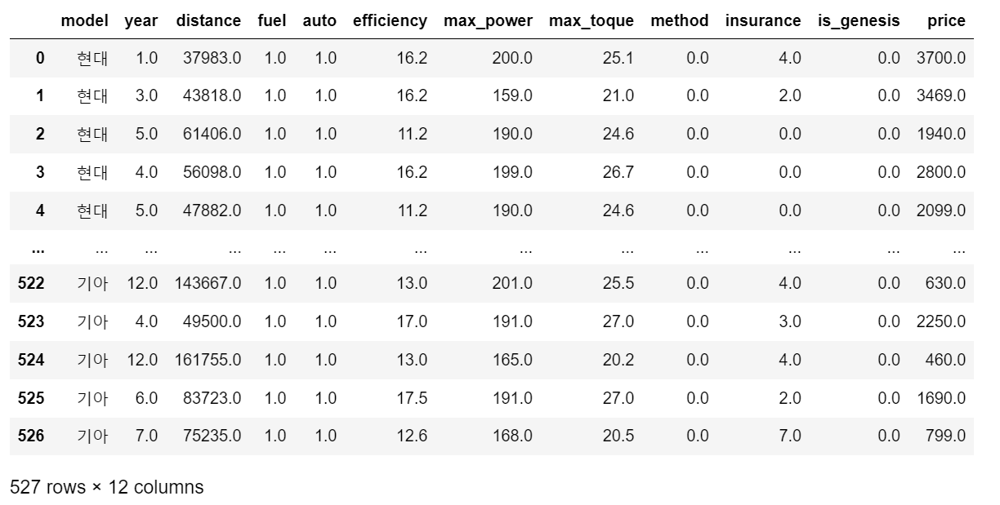 model year distance fuel auto efficiency max_power max_toque method insurance is_genesis price
0 현대 1.0 37983.0 1.0 1.0 16.2 200.0 25.1 0.0 4.0 0.0 3700.0
1 현대 3.0 43818.0 1.0 1.0 16.2 159.0 21.0 0.0 2.0 0.0 3469.0
2 현대 5.0 61406.0 1.0 1.0 11.2 190.0 24.6 0.0 0.0 0.0 1940.0
3 현대 4.0 56098.0 1.0 1.0 16.2 199.0 26.7 0.0 0.0 0.0 2800.0
4 현대 5.0 47882.0 1.0 1.0 11.2 190.0 24.6 0.0 0.0 0.0 2099.0
... ... ... ... ... ... ... ... ... ... ... ... ...
522 기아 12.0 143667.0 1.0 1.0 13.0 201.0 25.5 0.0 4.0 0.0 630.0
523 기아 4.0 49500.0 1.0 1.0 17.0 191.0 27.0 0.0 3.0 0.0 2250.0
524 기아 12.0 161755.0 1.0 1.0 13.0 165.0 20.2 0.0 4.0 0.0 460.0
525 기아 6.0 83723.0 1.0 1.0 17.5 191.0 27.0 0.0 2.0 0.0 1690.0
526 기아 7.0 75235.0 1.0 1.0 12.6 168.0 20.5 0.0 7.0 0.0 799.0
527 rows × 12 columns